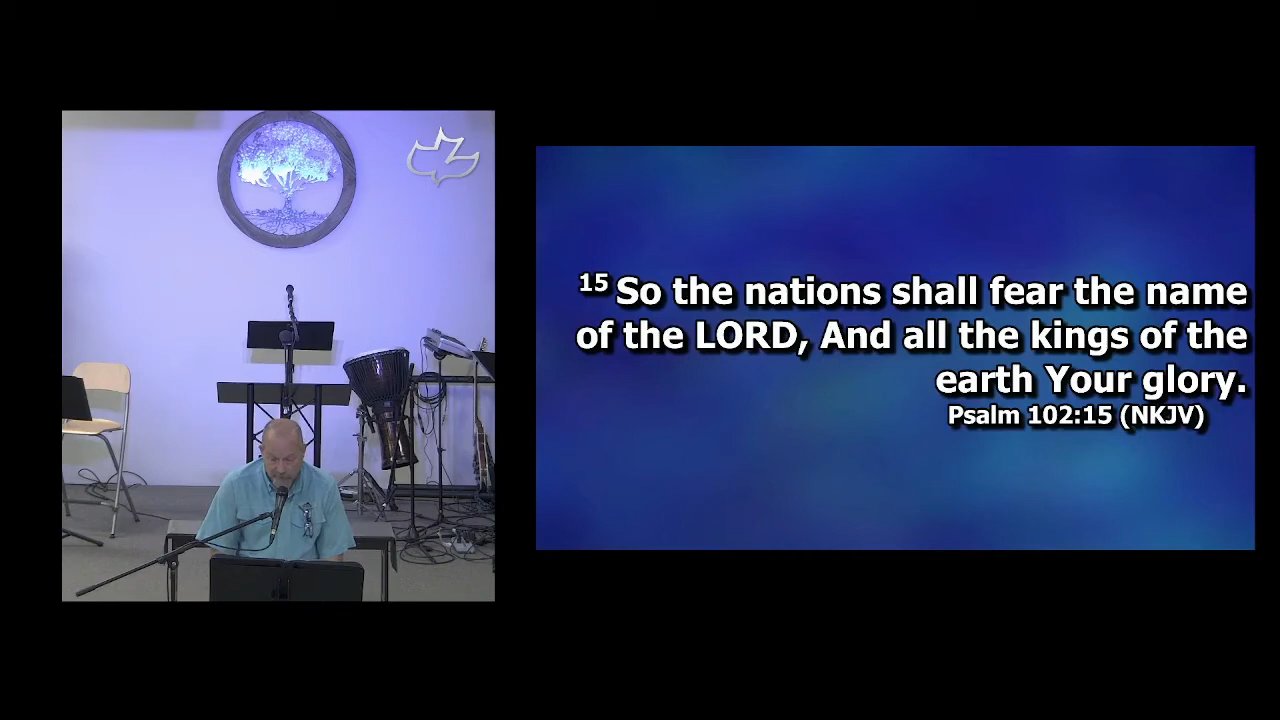 15 So the nations shall fear the name
of the LORD, And all the kings of the
earth Your glory.
Psalm 102:15 (NKJV)